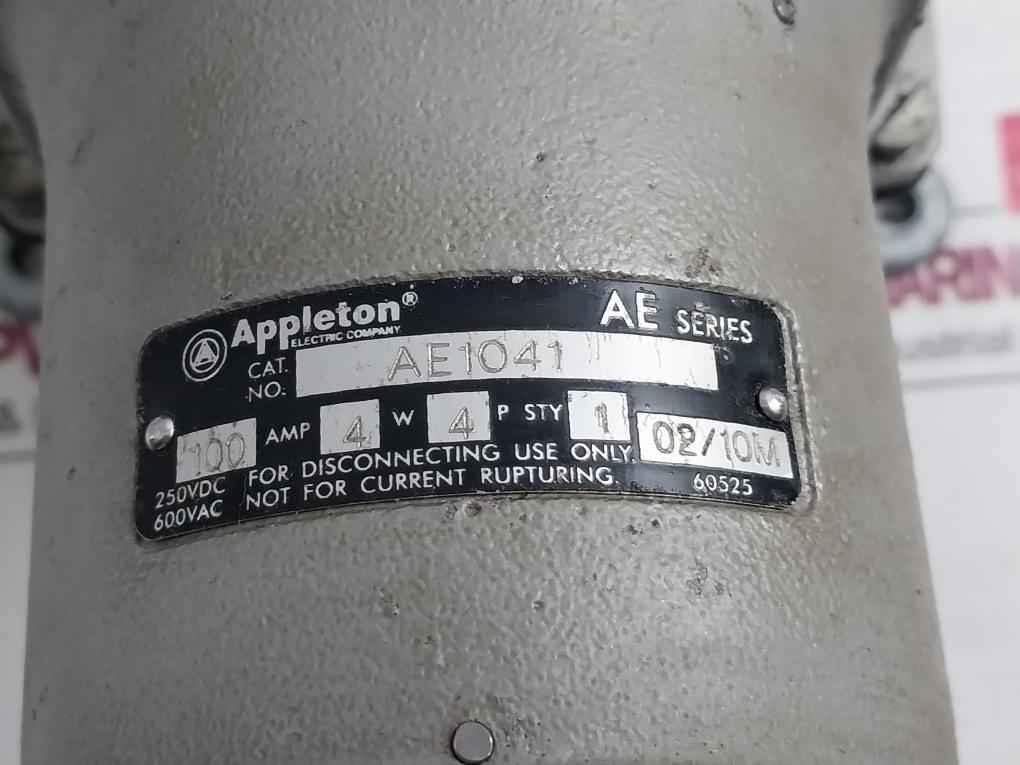 Appleton® AE SERIES
ELECTRIC COMPANY
CAT. NO. AE1041
100 AMP 4 W 4 P STY 1 02/10M
250VDC FOR DISCONNECTING USE ONLY.
600VAC NOT FOR CURRENT RUPTURING. 60525